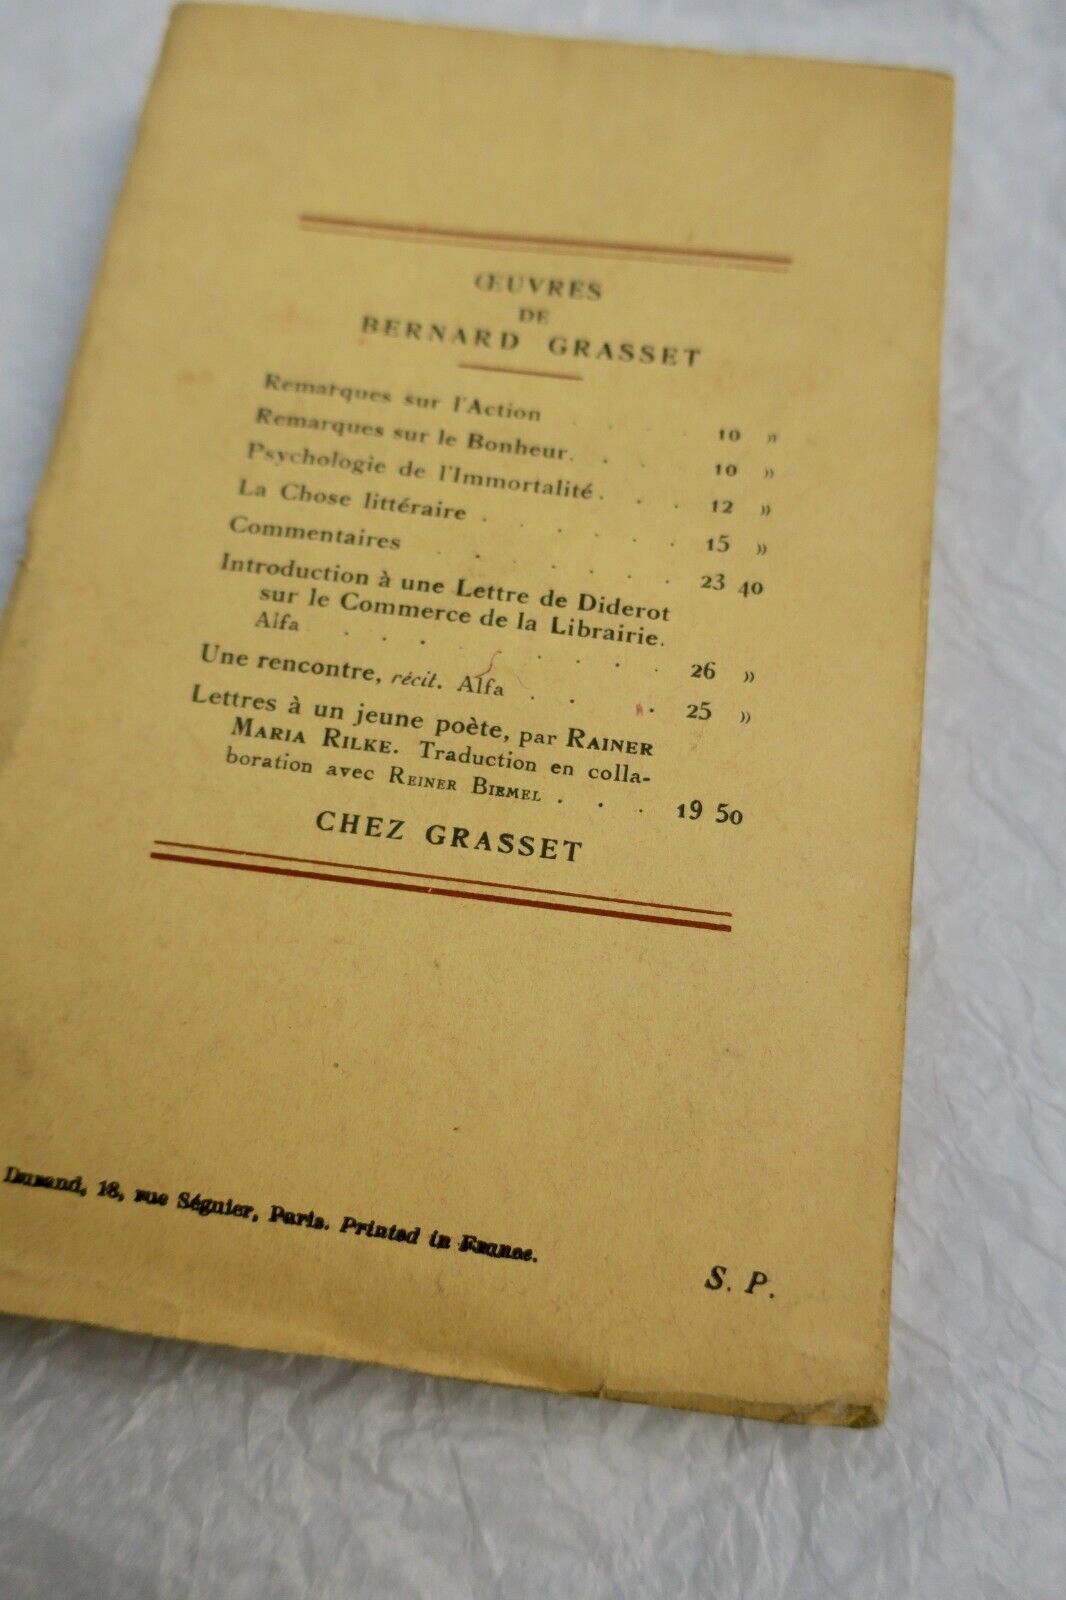 ŒUVRES
DE
BERNARD GRASSET
Remarques sur l'Action . . . 10 »
Remarques sur le Bonheur. . . . 10 »
Psychologie de l'Immortalité . . . . 12 »
La Chose littéraire . . . . . . 15 »
Commentaires . . . . . . . 23 40
Introduction à une Lettre de Diderot
sur le Commerce de la Librairie.
Alfa . . . . . . . . 26 »
Une rencontre, récit. Alfa . . . . 25 »
Lettres à un jeune poète, par RAINER
MARIA RILKE. Traduction en colla-
boration avec REINER BIEMEL . . . 19 50
CHEZ GRASSET
Durand, 18, rue Séguier, Paris. Printed in France.
S. P.